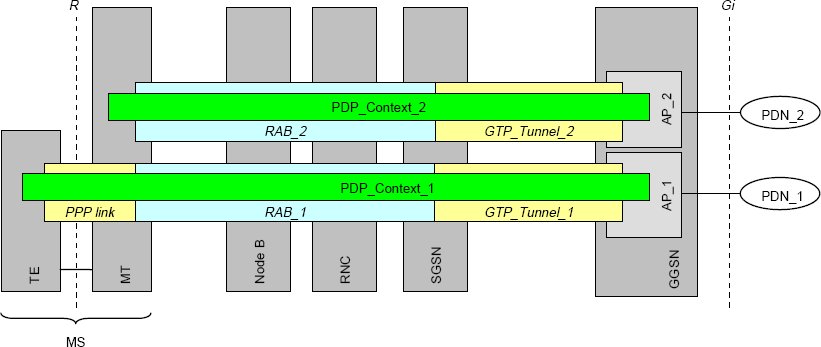 R
Gi
PDP_Context_2
RAB_2
GTP_Tunnel_2
AP_2
PDN_2
PDP_Context_1
PPP link
RAB_1
GTP_Tunnel_1
AP_1
PDN_1
TE
MT
Node B
RNC
SGSN
GGSN
MS